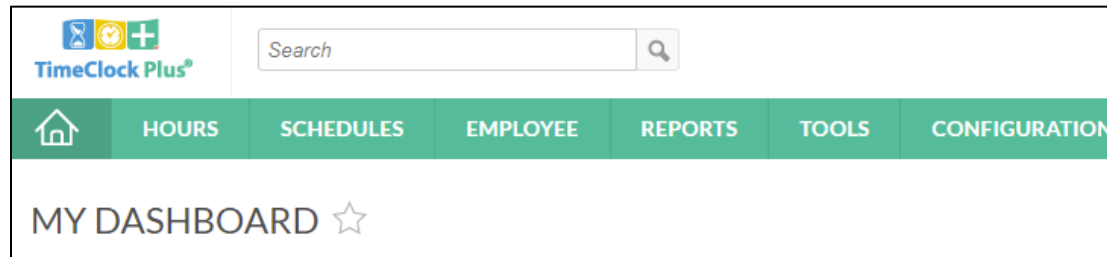 TimeClock Plus®
Search
HOURS SCHEDULES EMPLOYEE REPORTS TOOLS CONFIGURATION
MY DASHBOARD